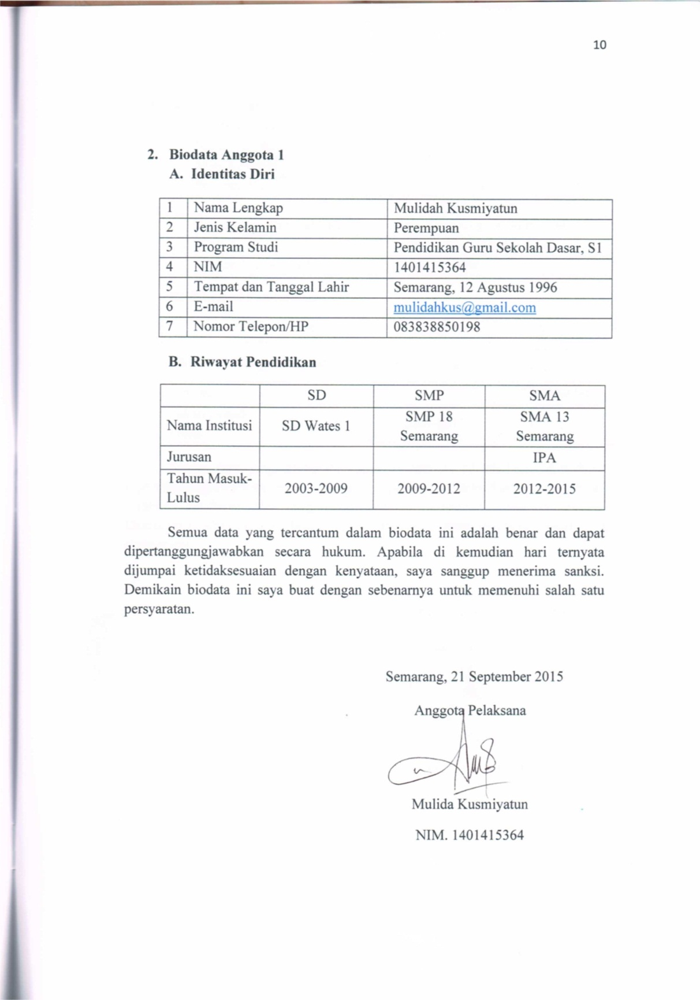 10
2. Biodata Anggota 1
A. Identitas Diri
1 Nama Lengkap Mulidah Kusmiyatun
2 Jenis Kelamin Perempuan
3 Program Studi Pendidikan Guru Sekolah Dasar, S1
4 NIM 1401415364
5 Tempat dan Tanggal Lahir Semarang, 12 Agustus 1996
6 E-mail mulidahkus@gmail.com
7 Nomor Telepon/HP 083838850198
B. Riwayat Pendidikan
SD SMP SMA
Nama Institusi SD Wates 1 SMP 18 Semarang SMA 13 Semarang
Jurusan IPA
Tahun Masuk-Lulus 2003-2009 2009-2012 2012-2015
Semua data yang tercantum dalam biodata ini adalah benar dan dapat
dipertanggungjawabkan secara hukum. Apabila di kemudian hari ternyata
dijumpai ketidaksesuaian dengan kenyataan, saya sanggup menerima sanksi.
Demikain biodata ini saya buat dengan sebenarnya untuk memenuhi salah satu
persyaratan.
Semarang, 21 September 2015
Anggota Pelaksana
Mulida Kusmiyatun
NIM. 1401415364